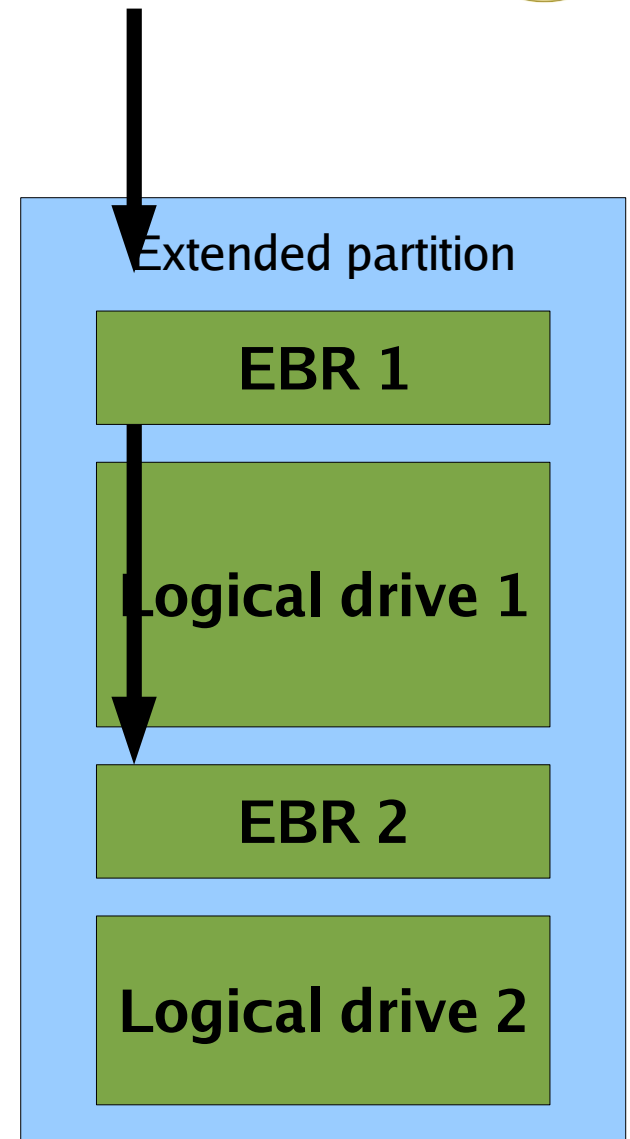 Extended partition
EBR 1
Logical drive 1
EBR 2
Logical drive 2